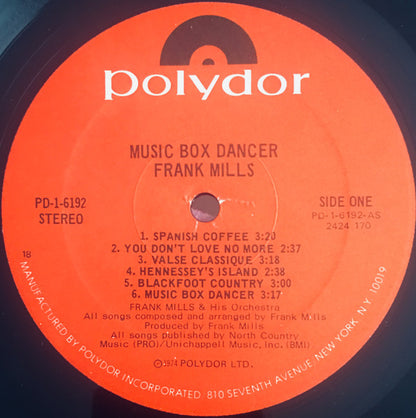 polydor
MUSIC BOX DANCER
FRANK MILLS
PD-1-6192
STEREO
SIDE ONE
PD-1-6192-AS
2424 170
1. SPANISH COFFEE 3:20
2. YOU DON'T LOVE NO MORE 2:37
3. VALSE CLASSIQUE 3:18
4. HENNESSEY'S ISLAND 2:38
5. BLACKFOOT COUNTRY 3:00
6. MUSIC BOX DANCER 3:17
18
FRANK MILLS & His Orchestra
All songs composed and arranged by Frank Mills
Produced by Frank Mills
All songs published by North Country
Music (PRO)/Unichappell Music, Inc. (BMI)
℗1974 POLYDOR LTD.
MANUFACTURED BY POLYDOR INCORPORATED 810 SEVENTH AVENUE NEW YORK, N.Y. 10019